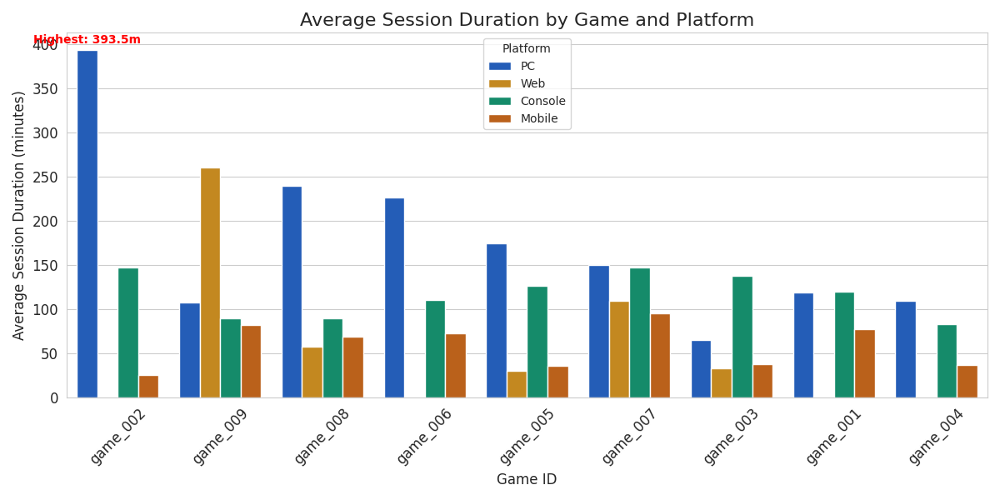 Average Session Duration by Game and Platform
Highest: 393.5m
Platform
PC
Web
Console
Mobile
Average Session Duration (minutes)
400
350
300
250
200
150
100
50
0
game_002
game_009
game_008
game_006
game_005
game_007
game_003
game_001
game_004
Game ID